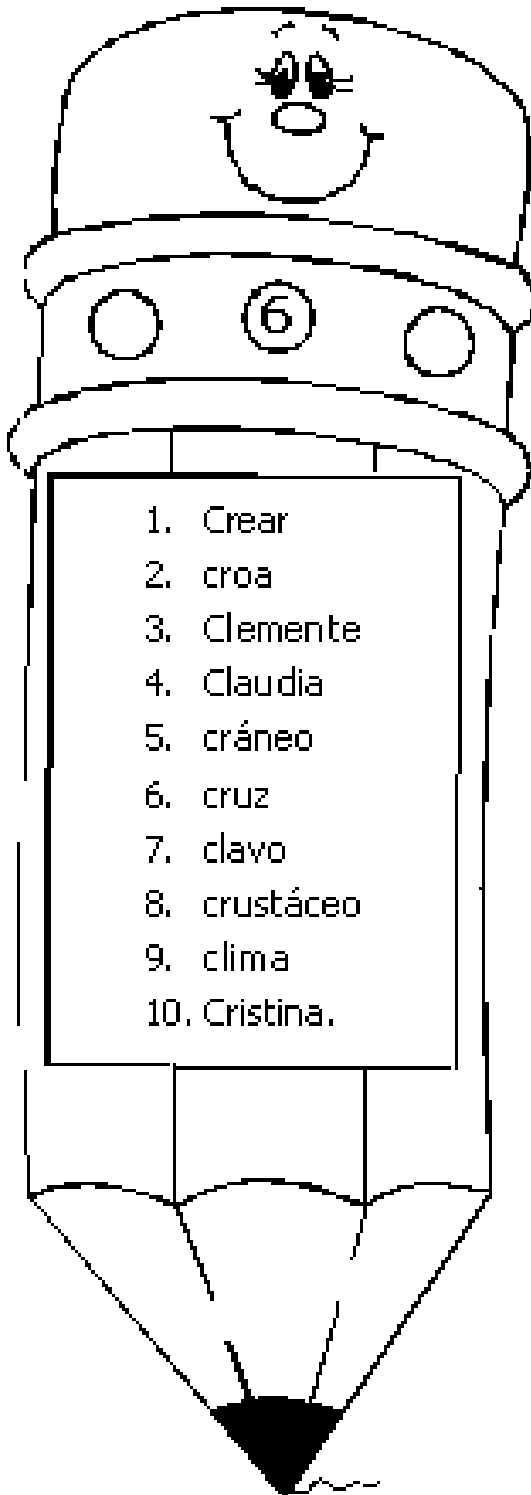 6
1. Crear
2. croa
3. Clemente
4. Claudia
5. cráneo
6. cruz
7. clavo
8. crustáceo
9. clima
10. Cristina.